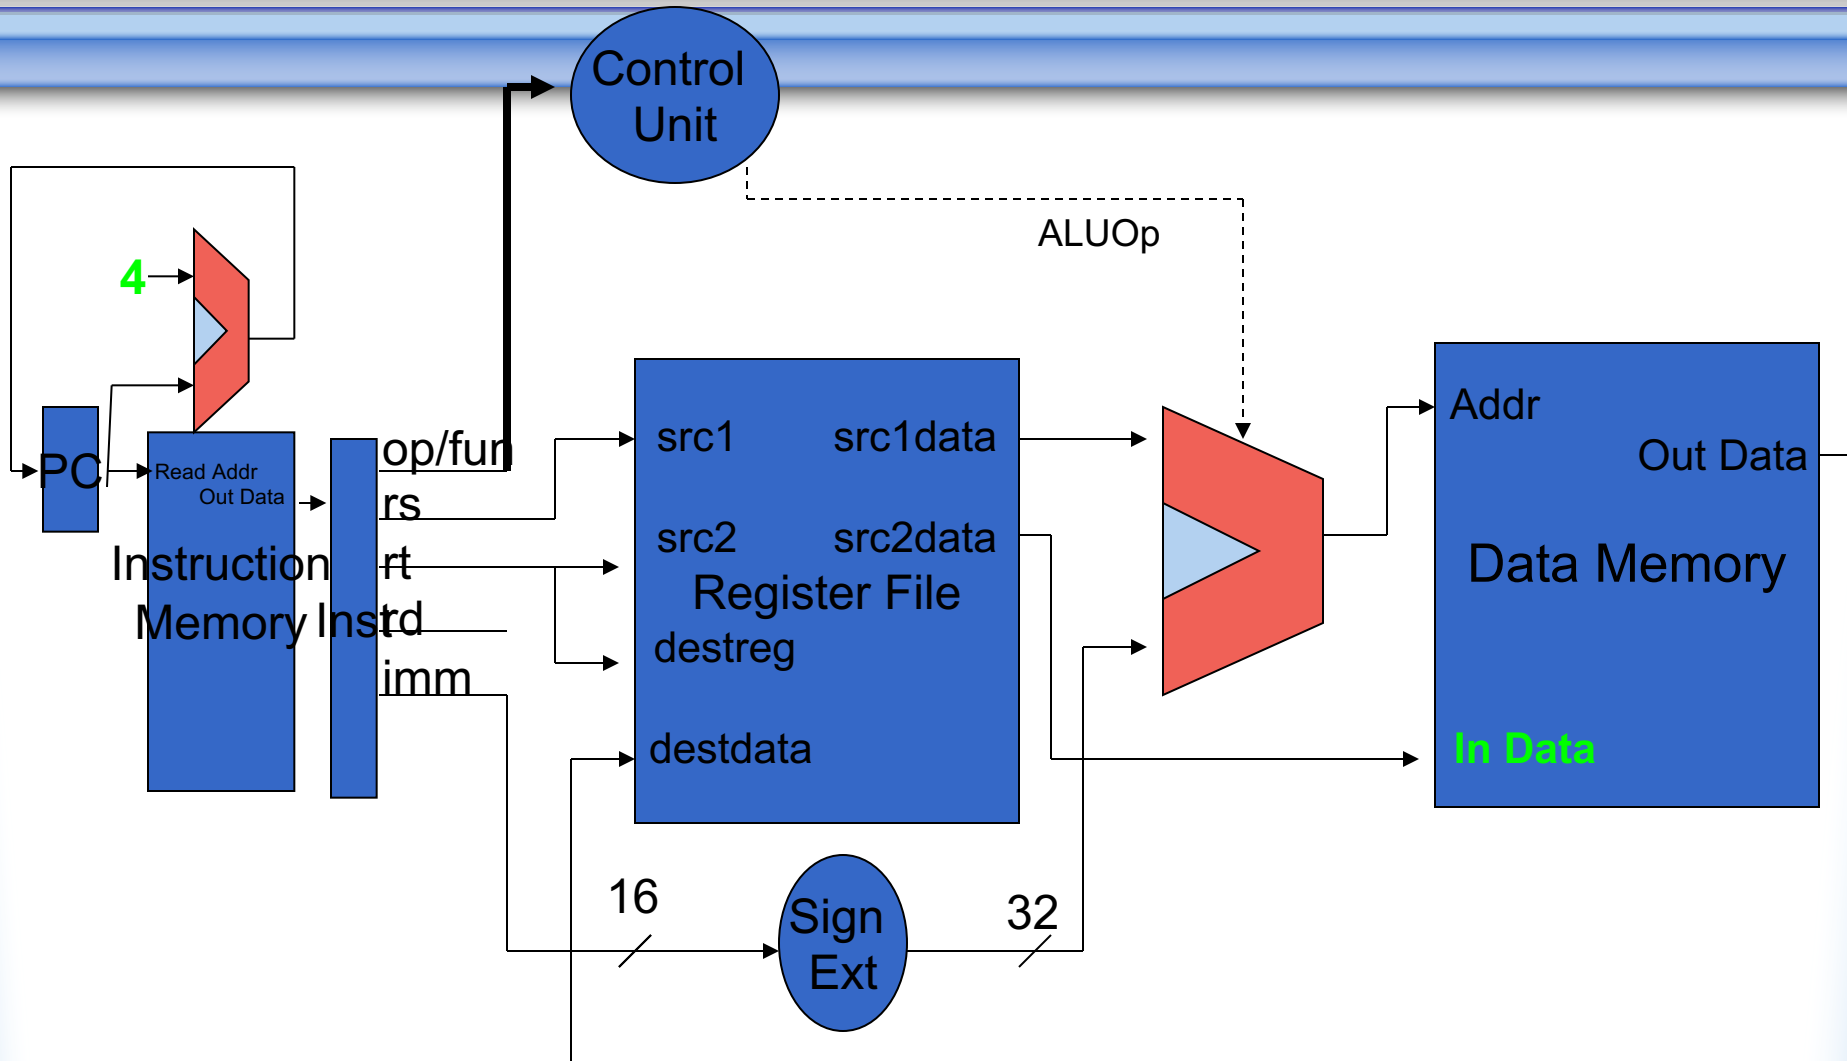 Control
Unit
ALUOp
4
PC
Read Addr
Out Data
Instruction
Memory
Inst
op/fun
rs
rt
rd
imm
src1
src1data
src2
src2data
Register File
destreg
destdata
Addr
Out Data
Data Memory
In Data
16
Sign
Ext
32